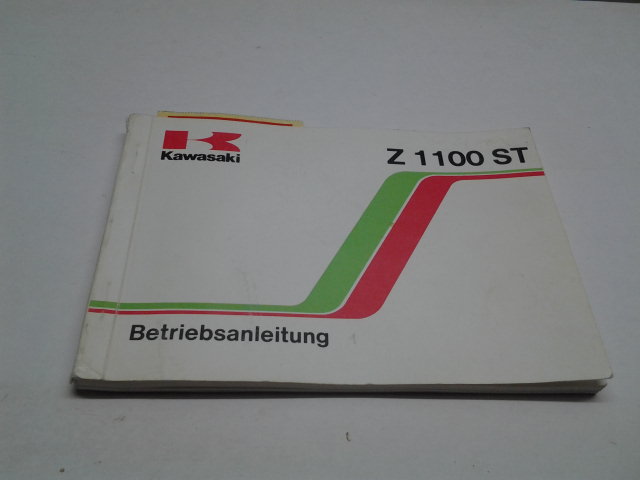 Kawasaki
Z 1100 ST
Betriebsanleitung